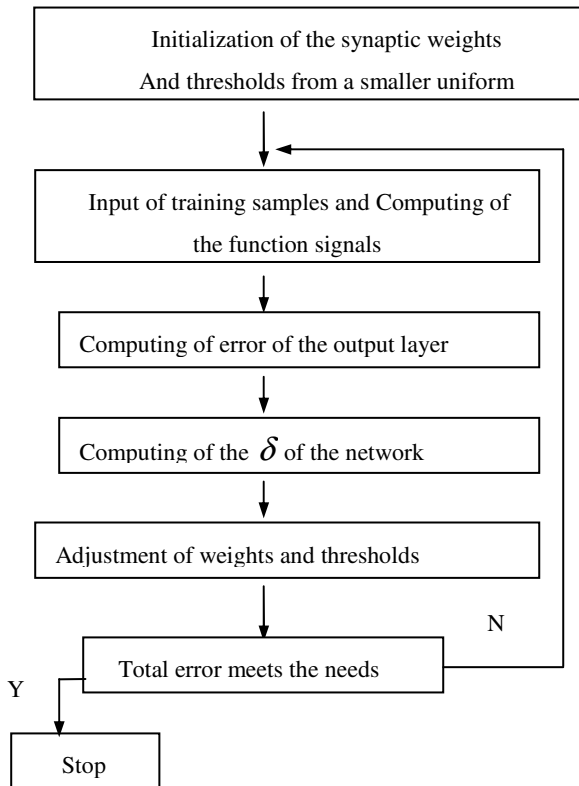 Initialization of the synaptic weights
And thresholds from a smaller uniform
Input of training samples and Computing of
the function signals
Computing of error of the output layer
Computing of the δ of the network
Adjustment of weights and thresholds
N
Total error meets the needs
Y
Stop